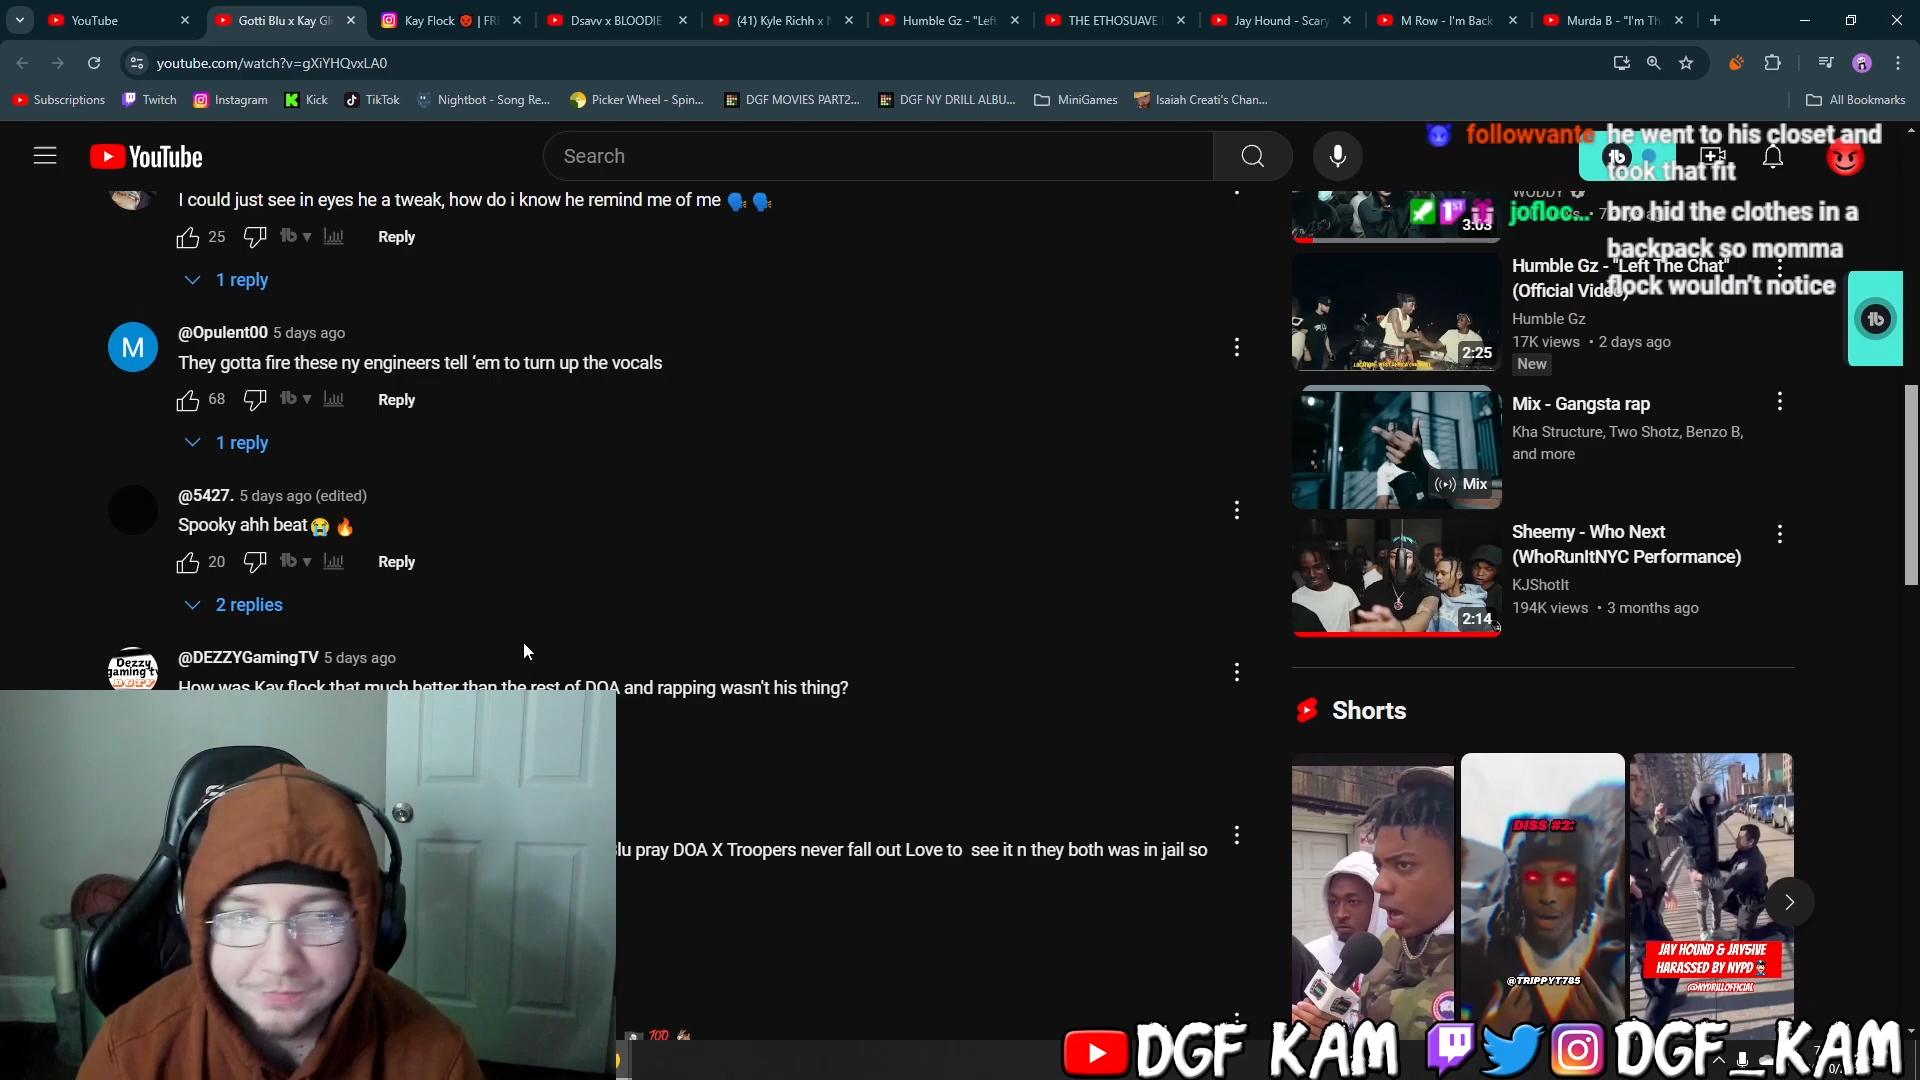 YouTube
Gotti Blu x Kay Gli
Kay Flock 😡 | FRI
Dsavv x BLOODIE
(41) Kyle Richh x
Humble Gz - "Left
THE ETHOSUAVE
Jay Hound - Scary
M Row - I'm Back
Murda B - "I'm Th
youtube.com/watch?v=gXiYHQvxLA0
Subscriptions
Twitch
Instagram
Kick
TikTok
Nightbot - Song Re...
Picker Wheel - Spin...
DGF MOVIES PART2...
DGF NY DRILL ALBU...
MiniGames
Isaiah Creati's Chan...
All Bookmarks
YouTube
Search
followvante he went to his closet and
took that fit
jofloc... bro hid the clothes in a
backpack so momma
flock wouldn't notice
I could just see in eyes he a tweak, how do i know he remind me of me 🗣️ 🗣️
25
Reply
1 reply
@Opulent00 5 days ago
They gotta fire these ny engineers tell 'em to turn up the vocals
68
Reply
1 reply
@5427. 5 days ago (edited)
Spooky ahh beat😭 🔥
20
Reply
2 replies
@DEZZYGamingTV 5 days ago
How was Kay flock that much better than the rest of DOA and rapping wasn't his thing?
Blu pray DOA X Troopers never fall out Love to see it n they both was in jail so
M
Dezzy
gaming tv
DGTV
WODDY
3:03
Humble Gz - "Left The Chat"
(Official Video)
Humble Gz
17K views • 2 days ago
New
2:25
Mix - Gangsta rap
Kha Structure, Two Shotz, Benzo B,
and more
Mix
Sheemy - Who Next
(WhoRunItNYC Performance)
KJShotIt
194K views • 3 months ago
2:14
Shorts
DISS #2:
@TRIPPYT785
JAY HOUND & JAY5IVE
HARASSED BY NYPD
@NYDRILLOFFICIAL
DGF KAM
DGF_KAM